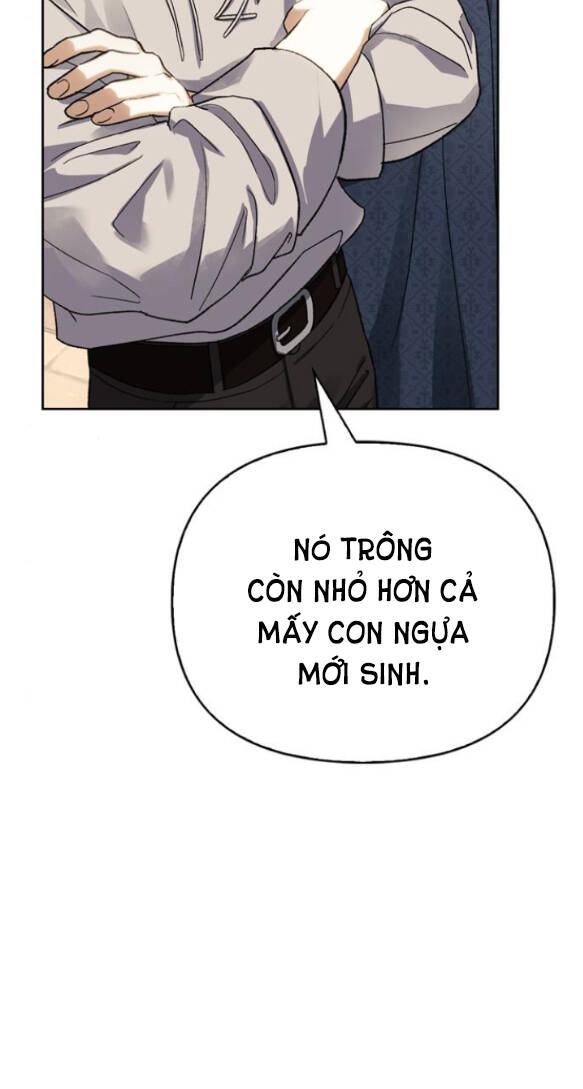 NÓ TRÔNG
CÒN NHỎ HƠN CẢ
MẤY CON NGỰA
MỚI SINH.